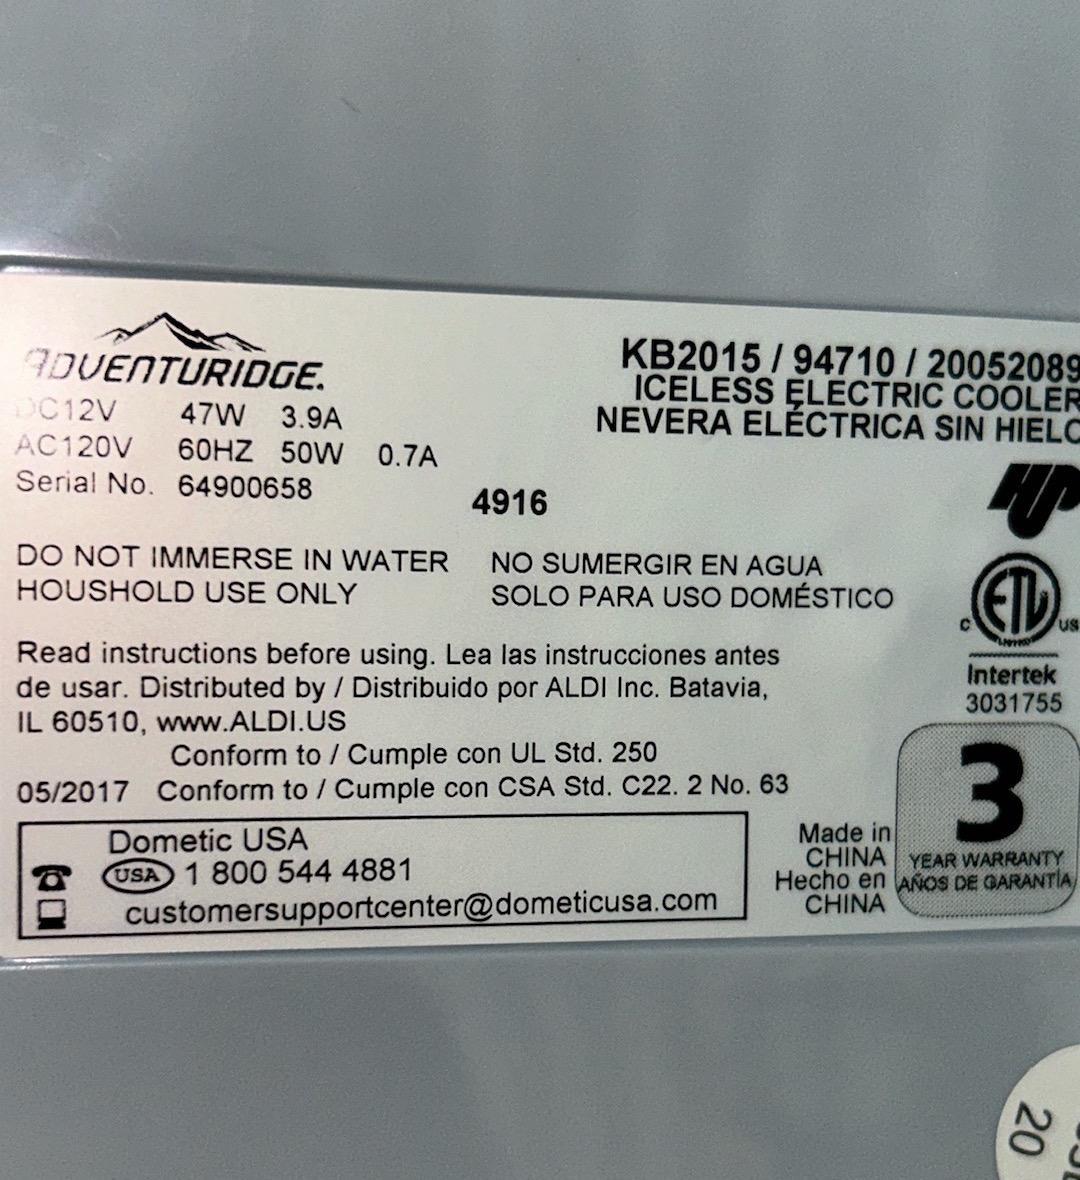 ADVENTURIDGE.
DC12V 47W 3.9A
AC120V 60HZ 50W 0.7A
Serial No. 64900658
4916
KB2015 / 94710 / 20052089
ICELESS ELECTRIC COOLER
NEVERA ELÉCTRICA SIN HIELO
DO NOT IMMERSE IN WATER
HOUSHOLD USE ONLY
NO SUMERGIR EN AGUA
SOLO PARA USO DOMÉSTICO
C ETL US
LISTED
Intertek
3031755
Read instructions before using. Lea las instrucciones antes
de usar. Distributed by / Distribuido por ALDI Inc. Batavia,
IL 60510, www.ALDI.US
Conform to / Cumple con UL Std. 250
05/2017 Conform to / Cumple con CSA Std. C22. 2 No. 63
Dometic USA
USA 1 800 544 4881
customersupportcenter@dometicusa.com
Made in
CHINA
Hecho en
CHINA
3
YEAR WARRANTY
AÑOS DE GARANTÍA
20